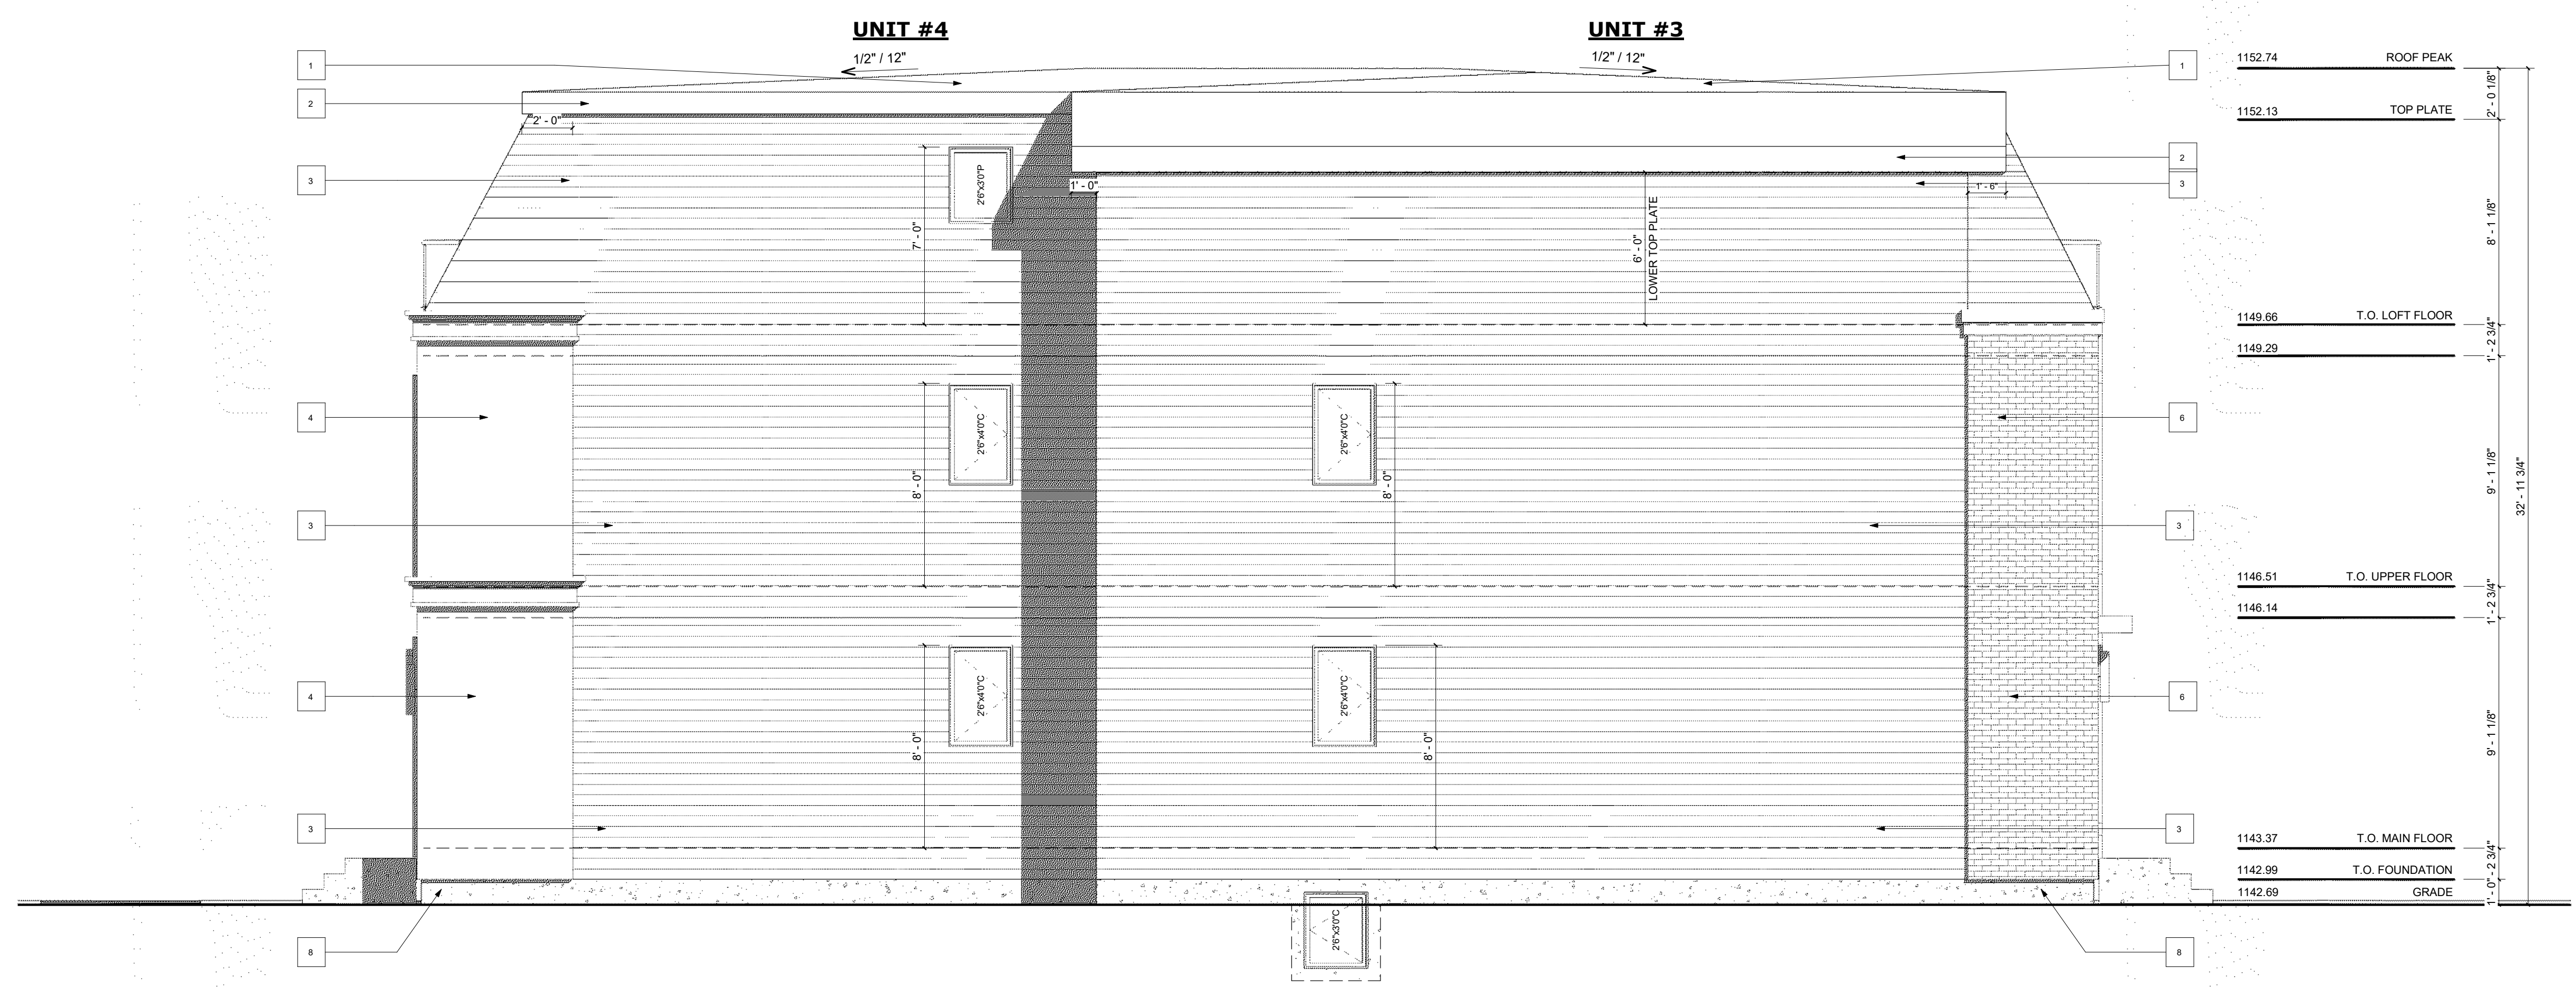 UNIT #4
UNIT #3
1/2" / 12"
1/2" / 12"
1
1
1152.74 ROOF PEAK
2
2' - 0"
1152.13 TOP PLATE
2' - 0 1/8"
2
3
3
2'6"x3'0"P
1' - 0"
1' - 6"
7' - 0"
6' - 0"
LOWER TOP PLATE
8' - 1 1/8"
1149.66 T.O. LOFT FLOOR
1149.29
1' - 2 3/4"
4
2'6"x4'0"C
2'6"x4'0"C
6
8' - 0"
8' - 0"
9' - 1 1/8"
32' - 11 3/4"
3
3
1146.51 T.O. UPPER FLOOR
1146.14
1' - 2 3/4"
4
2'6"x4'0"C
2'6"x4'0"C
6
8' - 0"
8' - 0"
9' - 1 1/8"
3
3
1143.37 T.O. MAIN FLOOR
1142.99 T.O. FOUNDATION
1' - 2 3/4"
1142.69 GRADE
1' - 0"
2'6"x3'0"C
8
8